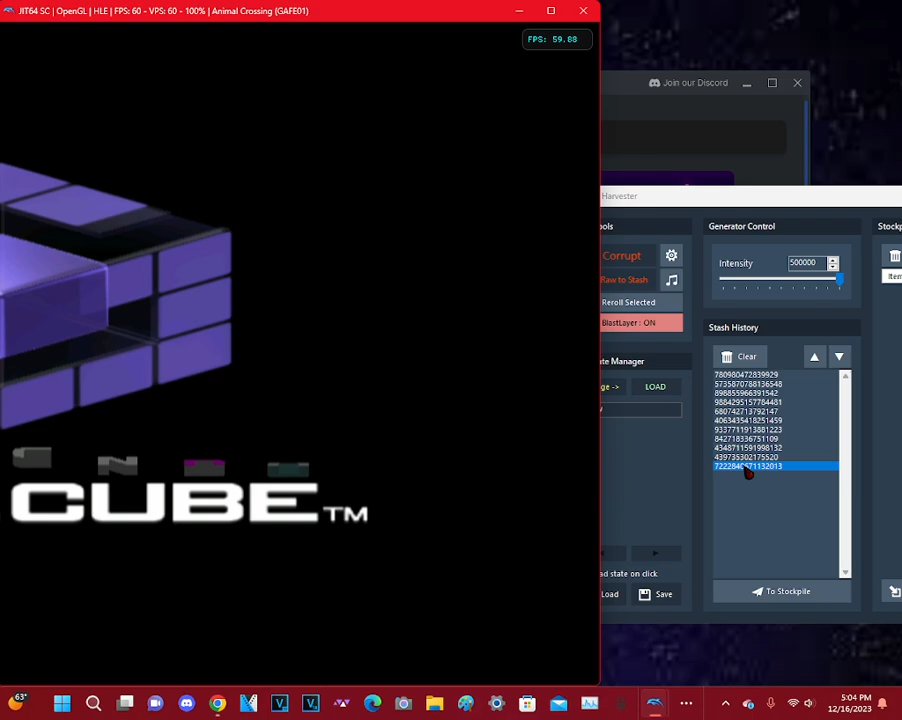 JIT64 SC | OpenGL | HLE | FPS: 60 - VPS: 60 - 100% | Animal Crossing (GAFE01)
FPS: 59.88
Join our Discord
Harvester
ools
Generator Control
Stockp
Corrupt
Intensity
500000
Raw to Stash
Item
Reroll Selected
BlastLayer : ON
Stash History
ate Manager
Clear
ge ->
LOAD
780980472839929
5735870788136548
898855966391542
9884295157784481
680742713792147
4063435418251459
9337711913881223
842718336751109
4348711591998132
439735302175520
CUBE™
ad state on click
Load
Save
To Stockpile
63°
5:04 PM
12/16/2023